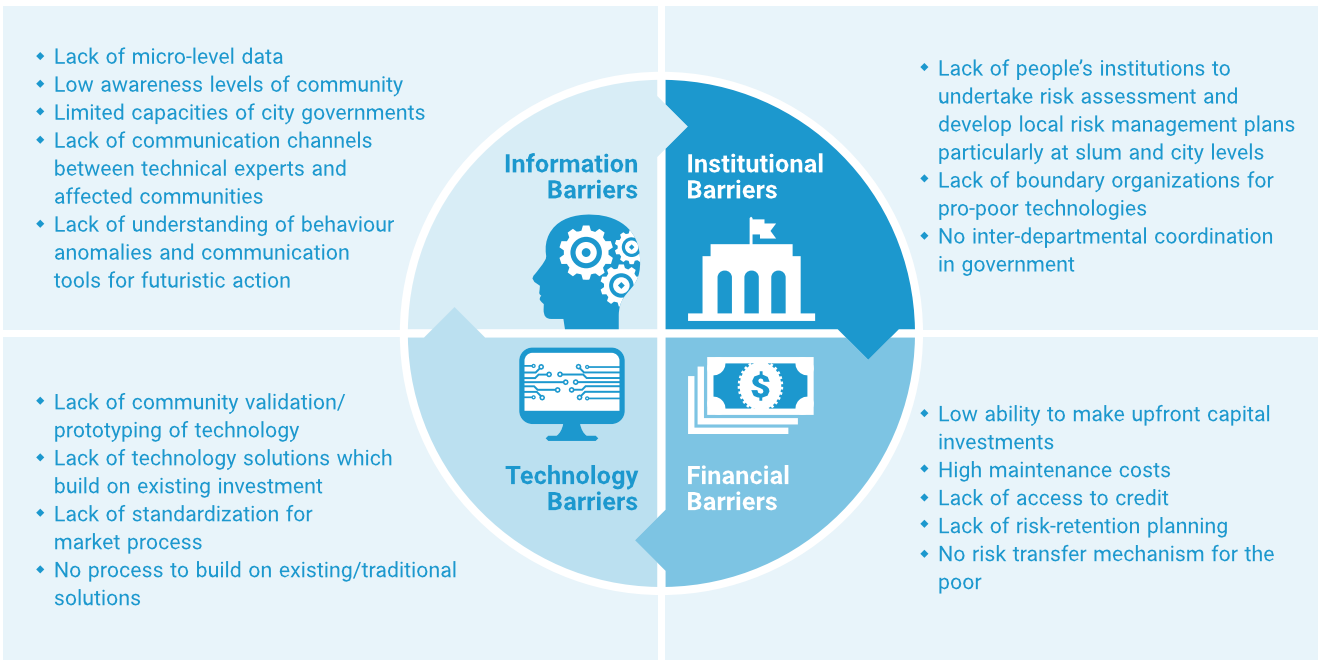 ◆ Lack of micro-level data
◆ Low awareness levels of community
◆ Limited capacities of city governments
◆ Lack of communication channels
between technical experts and
affected communities
◆ Lack of understanding of behaviour
anomalies and communication
tools for futuristic action
Information
Barriers
Institutional
Barriers
◆ Lack of people’s institutions to
undertake risk assessment and
develop local risk management plans
particularly at slum and city levels
◆ Lack of boundary organizations for
pro-poor technologies
◆ No inter-departmental coordination
in government
◆ Lack of community validation/
prototyping of technology
◆ Lack of technology solutions which
build on existing investment
◆ Lack of standardization for
market process
◆ No process to build on existing/traditional
solutions
Technology
Barriers
$
Financial
Barriers
◆ Low ability to make upfront capital
investments
◆ High maintenance costs
◆ Lack of access to credit
◆ Lack of risk-retention planning
◆ No risk transfer mechanism for the
poor